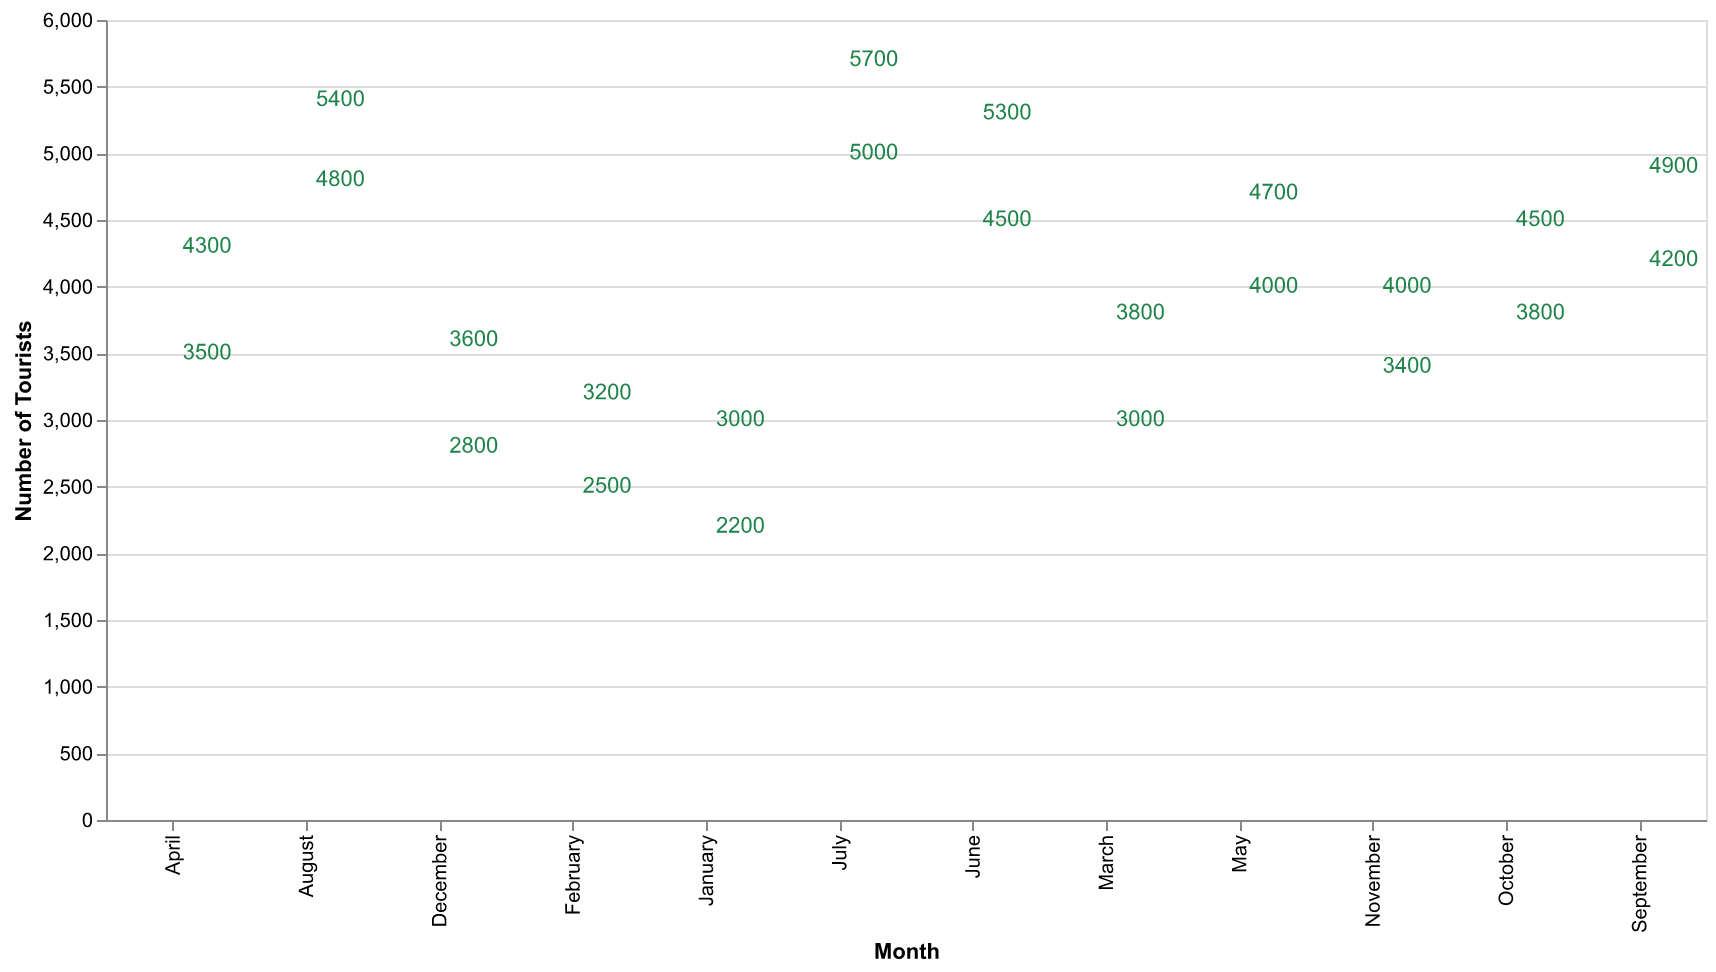 6,000
5,500
5,000
4,500
4,000
3,500
3,000
2,500
2,000
1,500
1,000
500
0
Number of Tourists
4300
3500
5400
4800
3600
2800
3200
2500
3000
2200
5700
5000
5300
4500
3800
3000
4700
4000
4000
3400
4500
3800
4900
4200
April
August
December
February
January
July
June
March
May
November
October
September
Month